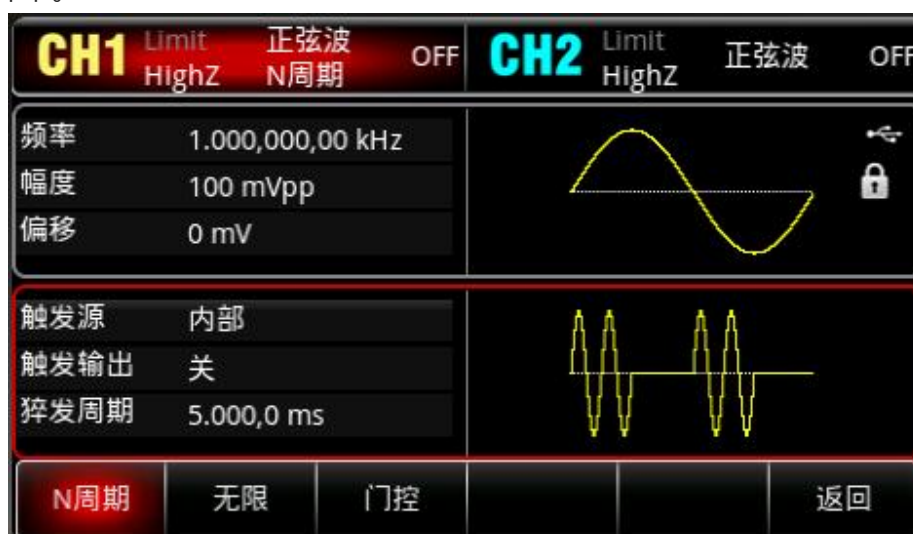 CH1 Limit 正弦波 OFF CH2 Limit 正弦波 OFF
HighZ N周期 HighZ
频率 1.000,000,00 kHz
幅度 100 mVpp
偏移 0 mV
触发源 内部
触发输出 关
猝发周期 5.000,0 ms
N周期 无限 门控 返回